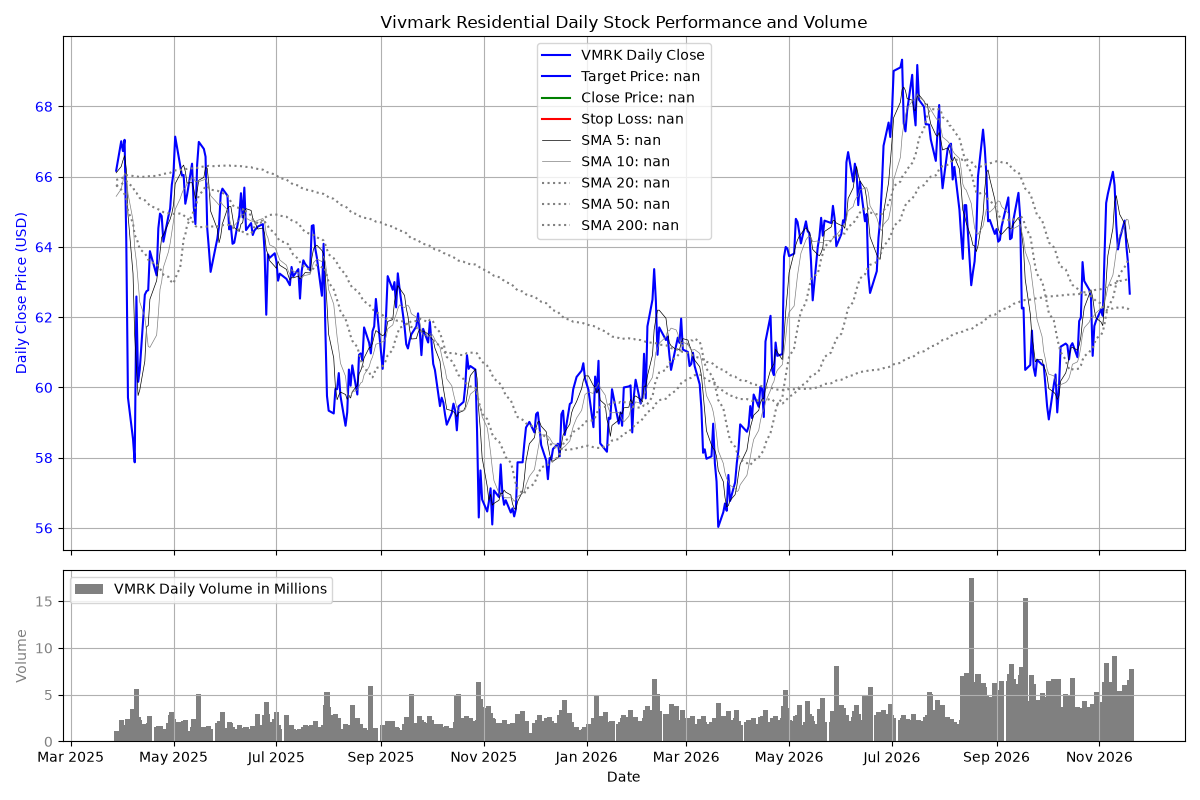 Vivmark Residential Daily Stock Performance and Volume
Daily Close Price (USD)
68
66
64
62
60
58
56
VMRK Daily Close
Target Price: nan
Close Price: nan
Stop Loss: nan
SMA 5: nan
SMA 10: nan
SMA 20: nan
SMA 50: nan
SMA 200: nan
Volume
15
10
5
0
VMRK Daily Volume in Millions
Mar 2025 May 2025 Jul 2025 Sep 2025 Nov 2025 Jan 2026 Mar 2026 May 2026 Jul 2026 Sep 2026 Nov 2026
Date